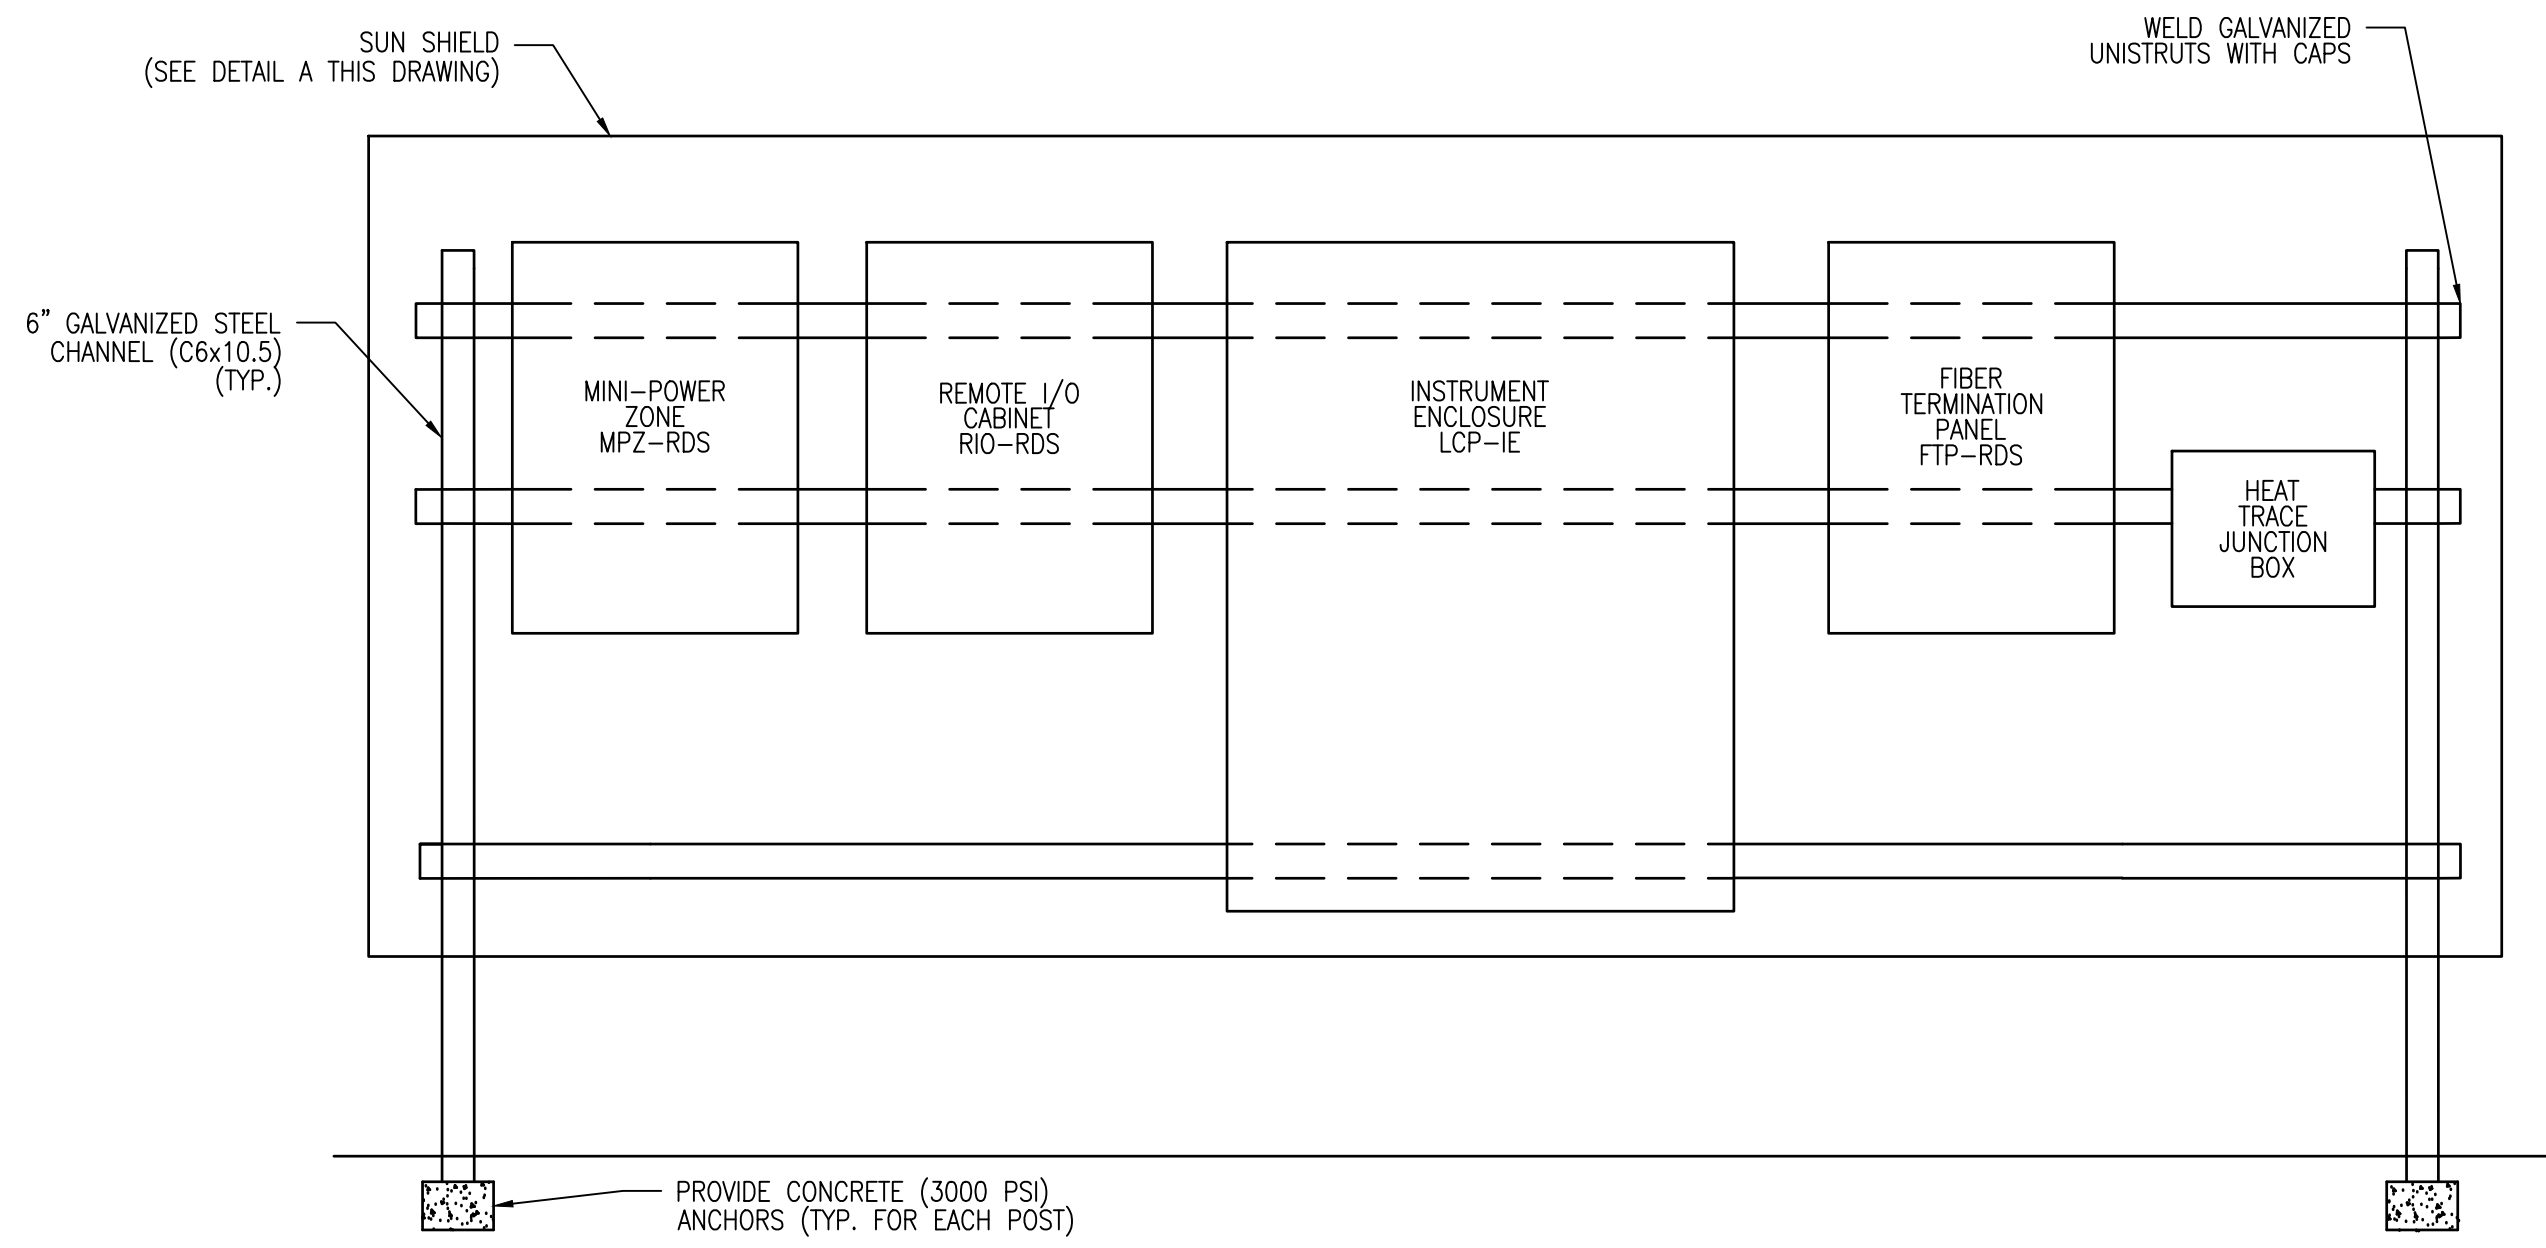 SUN SHIELD
(SEE DETAIL A THIS DRAWING)
WELD GALVANIZED
UNISTRUTS WITH CAPS
6" GALVANIZED STEEL
CHANNEL (C6x10.5)
(TYP.)
MINI-POWER
ZONE
MPZ-RDS
REMOTE I/O
CABINET
RIO-RDS
INSTRUMENT
ENCLOSURE
LCP-IE
FIBER
TERMINATION
PANEL
FTP-RDS
HEAT
TRACE
JUNCTION
BOX
PROVIDE CONCRETE (3000 PSI)
ANCHORS (TYP. FOR EACH POST)